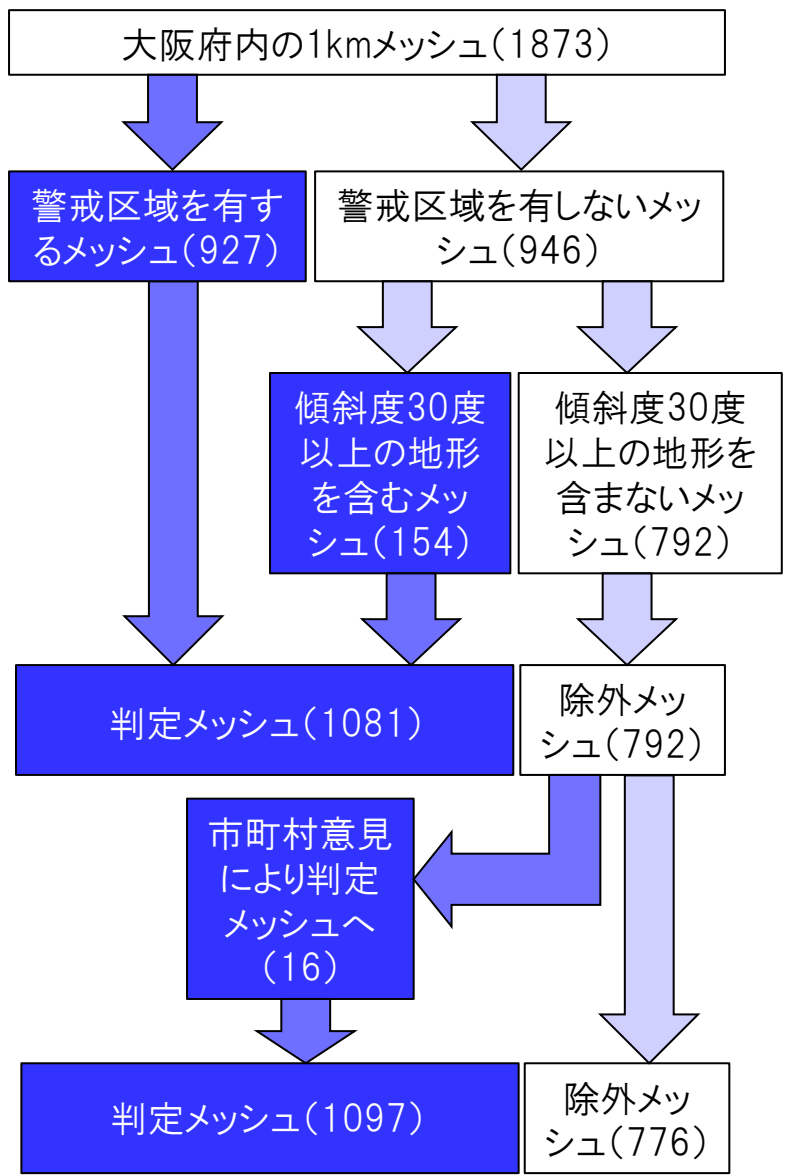 大阪府内の1kmメッシュ(1873)
警戒区域を有す
るメッシュ(927)
警戒区域を有しないメッ
シュ(946)
傾斜度30度
以上の地形
を含むメッ
シュ(154)
傾斜度30度
以上の地形を
含まないメッ
シュ(792)
判定メッシュ(1081)
除外メッ
シュ(792)
市町村意見
により判定
メッシュへ
(16)
判定メッシュ(1097)
除外メッ
シュ(776)